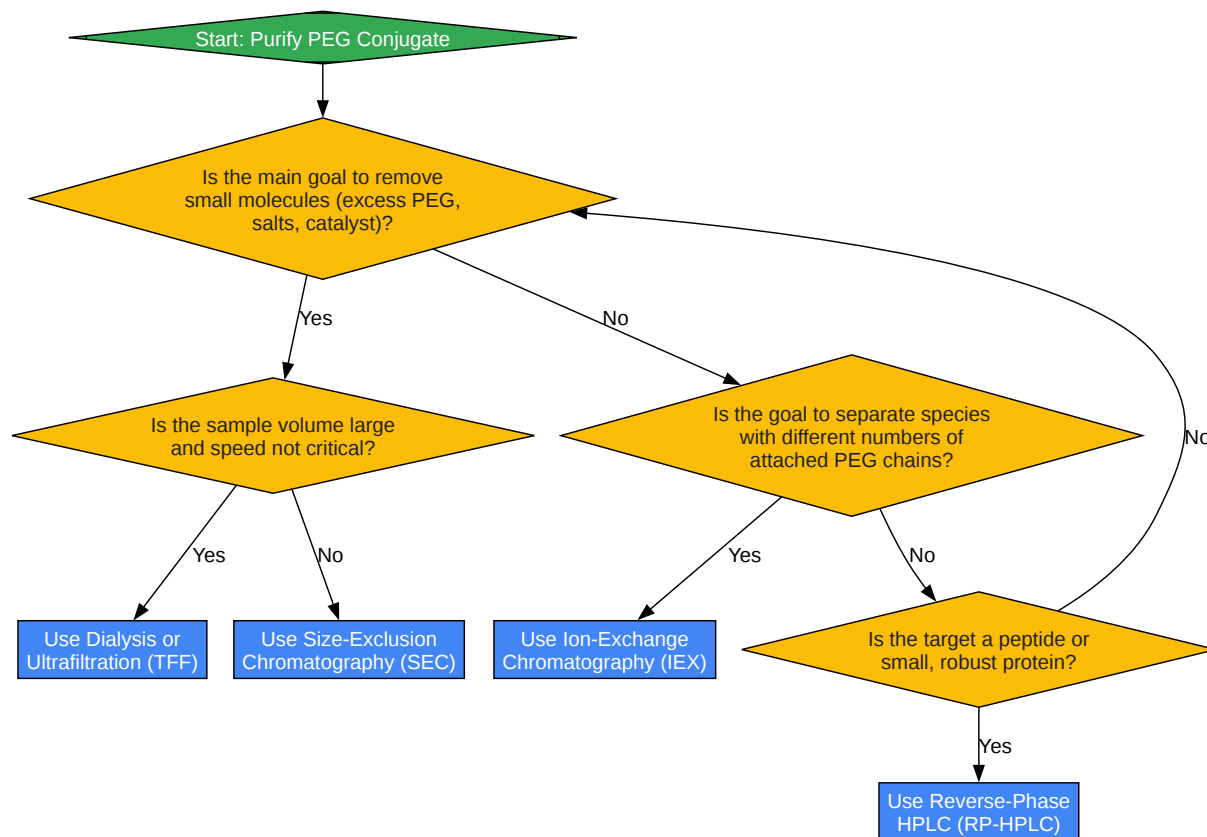 Start: Purify PEG Conjugate
Is the main goal to remove
small molecules (excess PEG,
salts, catalyst)?
Yes
No
Is the sample volume large
and speed not critical?
Is the goal to separate species
with different numbers of
attached PEG chains?
No
Yes
No
Yes
No
Use Dialysis or
Ultrafiltration (TFF)
Use Size-Exclusion
Chromatography (SEC)
Use Ion-Exchange
Chromatography (IEX)
Is the target a peptide or
small, robust protein?
Yes
Use Reverse-Phase
HPLC (RP-HPLC)